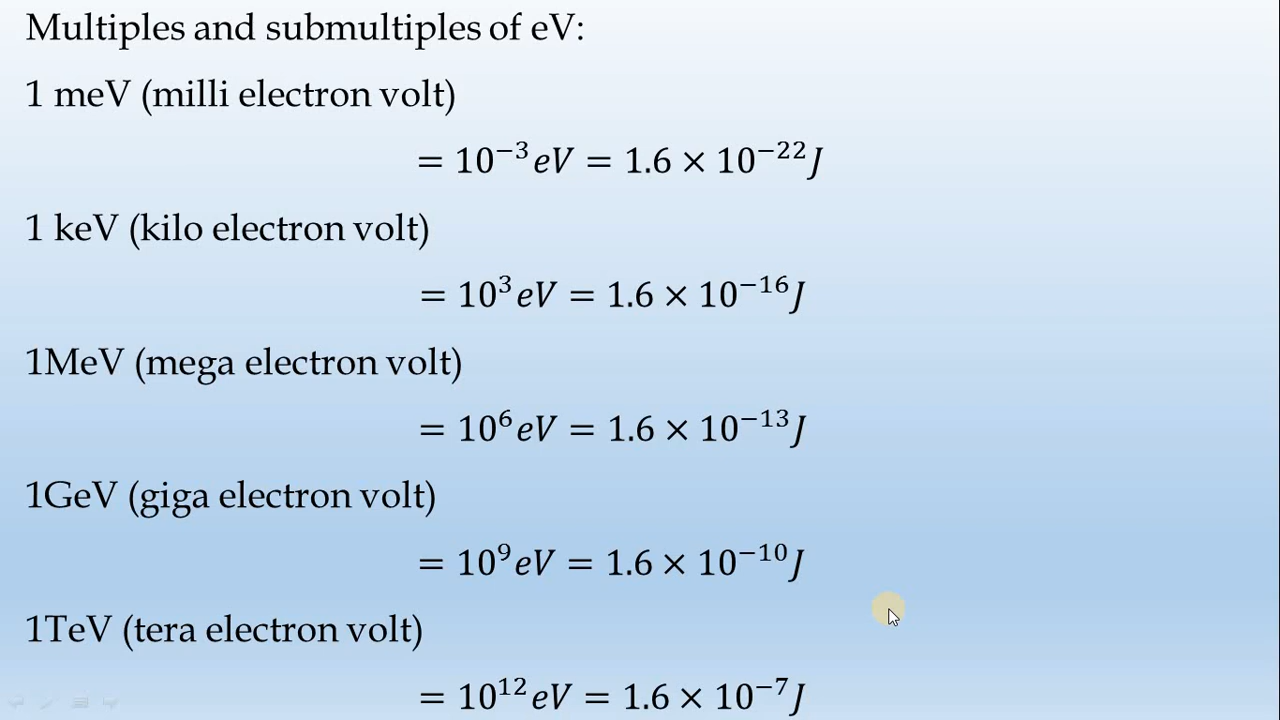 Multiples and submultiples of eV:
1 meV (milli electron volt)
= 10⁻³eV = 1.6 × 10⁻²²J
1 keV (kilo electron volt)
= 10³eV = 1.6 × 10⁻¹⁶J
1MeV (mega electron volt)
= 10⁶eV = 1.6 × 10⁻¹³J
1GeV (giga electron volt)
= 10⁹eV = 1.6 × 10⁻¹⁰J
1TeV (tera electron volt)
= 10¹²eV = 1.6 × 10⁻⁷J